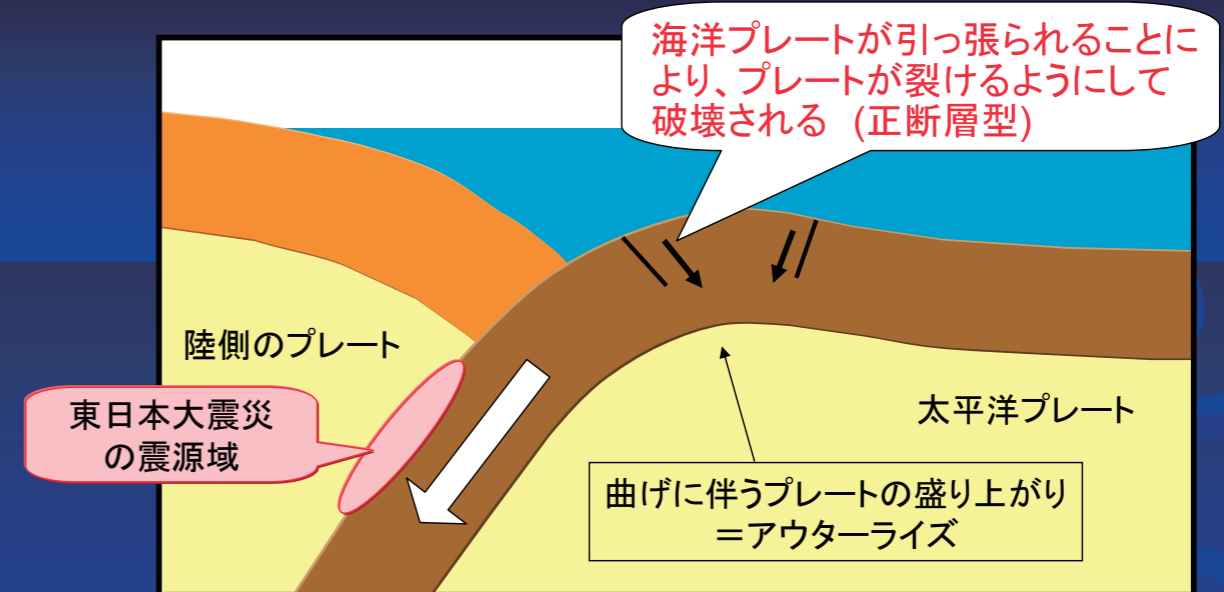 海洋プレートが引っ張られることに
より、プレートが裂けるようにして
破壊される (正断層型)
陸側のプレート
東日本大震災
の震源域
太平洋プレート
曲げに伴うプレートの盛り上がり
＝アウターライズ